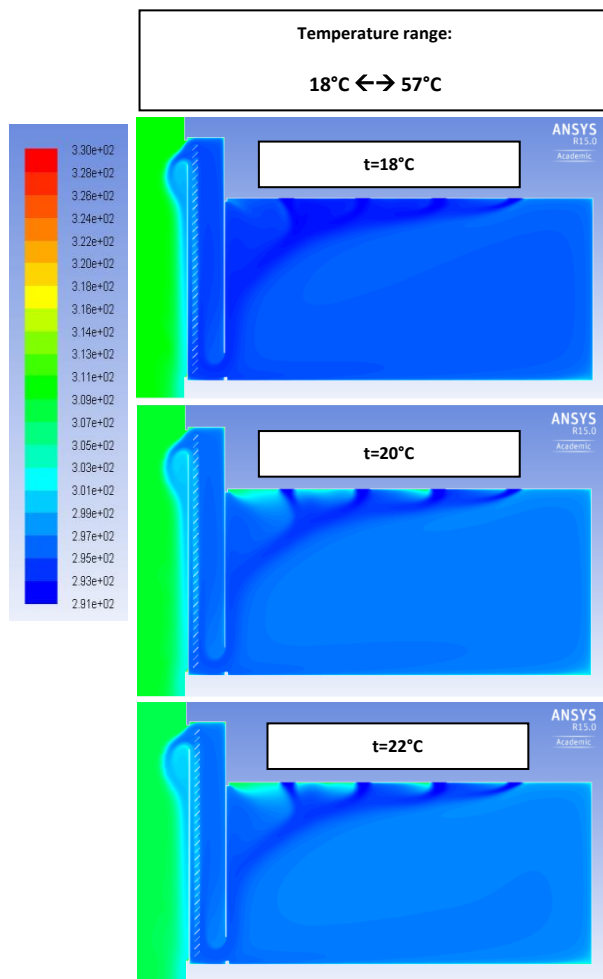 Temperature range:
18°C ←→ 57°C
3.30e+02
3.28e+02
3.26e+02
3.24e+02
3.22e+02
3.20e+02
3.18e+02
3.16e+02
3.14e+02
3.13e+02
3.11e+02
3.09e+02
3.07e+02
3.05e+02
3.03e+02
3.01e+02
2.99e+02
2.97e+02
2.95e+02
2.93e+02
2.91e+02
ANSYS
R15.0
Academic
t=18°C
ANSYS
R15.0
Academic
t=20°C
ANSYS
R15.0
Academic
t=22°C